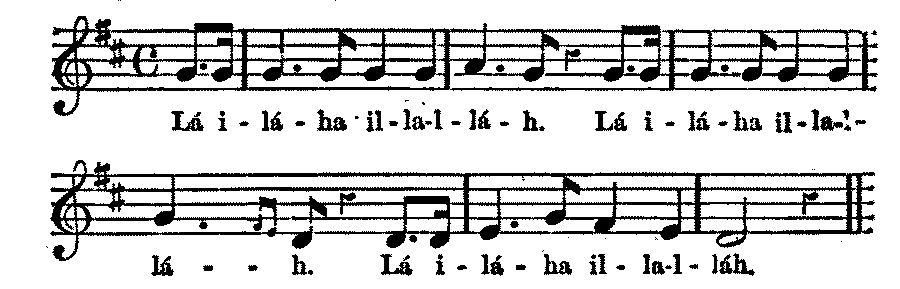 Lá i - lá - ha il - la-l - lá - h. Lá i - lá - ha il - la-l -
lá - - h. Lá i - lá - ha il - la-l - láh.